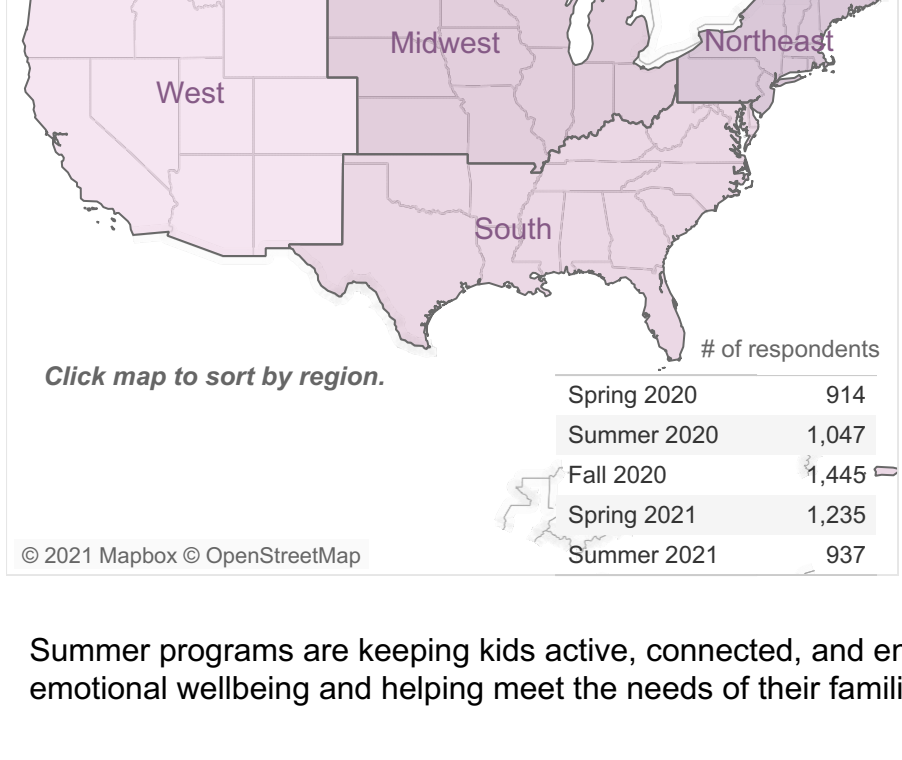 Midwest
Northeast
West
South
# of respondents
Click map to sort by region.
Spring 2020 914
Summer 2020 1,047
Fall 2020 1,445
Spring 2021 1,235
Summer 2021 937
© 2021 Mapbox © OpenStreetMap
Summer programs are keeping kids active, connected, and
emotional wellbeing and helping meet the needs of their